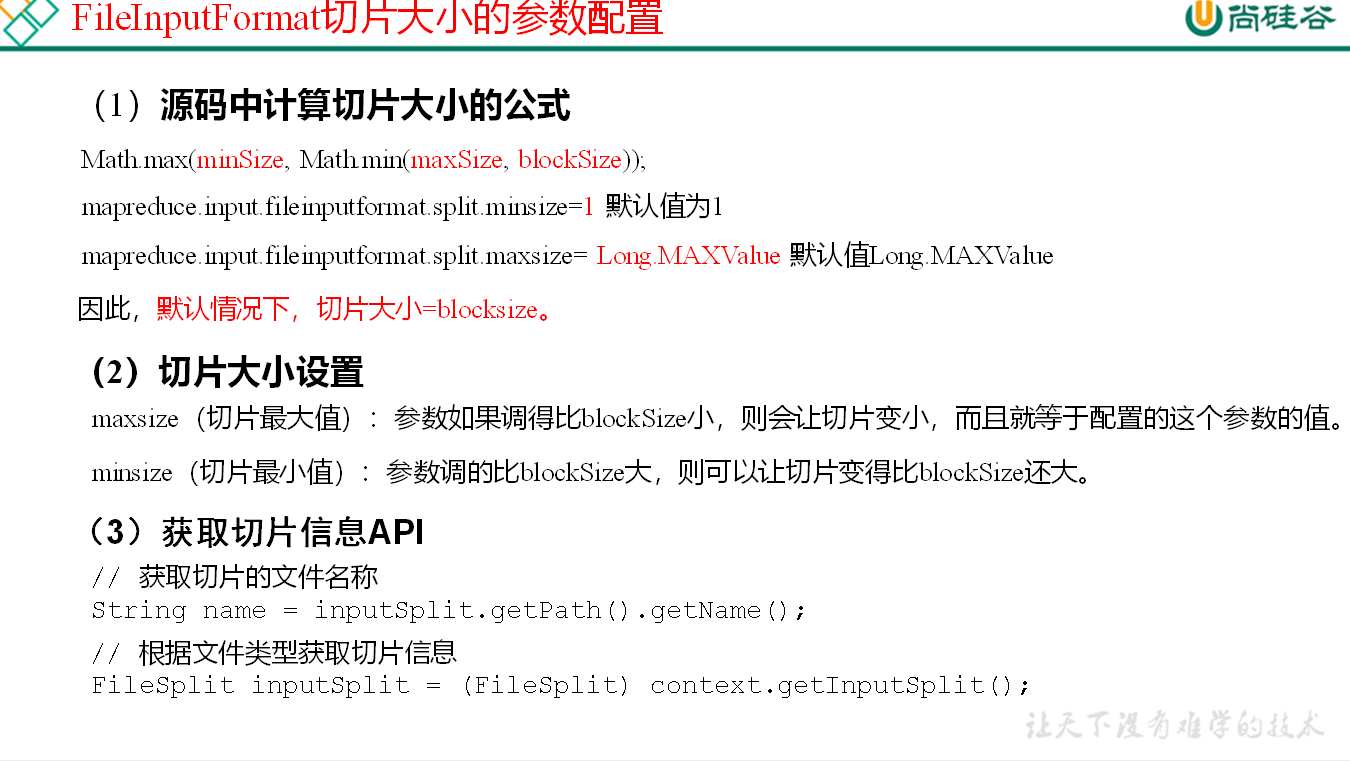 FileInputFormat切片大小的参数配置
尚硅谷
（1）源码中计算切片大小的公式
Math.max(minSize, Math.min(maxSize, blockSize));
mapreduce.input.fileinputformat.split.minsize=1 默认值为1
mapreduce.input.fileinputformat.split.maxsize= Long.MAXValue 默认值Long.MAXValue
因此，默认情况下，切片大小=blocksize。
（2）切片大小设置
maxsize（切片最大值）：参数如果调得比blockSize小，则会让切片变小，而且就等于配置的这个参数的值。
minsize（切片最小值）：参数调的比blockSize大，则可以让切片变得比blockSize还大。
（3）获取切片信息API
// 获取切片的文件名称
String name = inputSplit.getPath().getName();
// 根据文件类型获取切片信息
FileSplit inputSplit = (FileSplit) context.getInputSplit();
让天下没有难学的技术